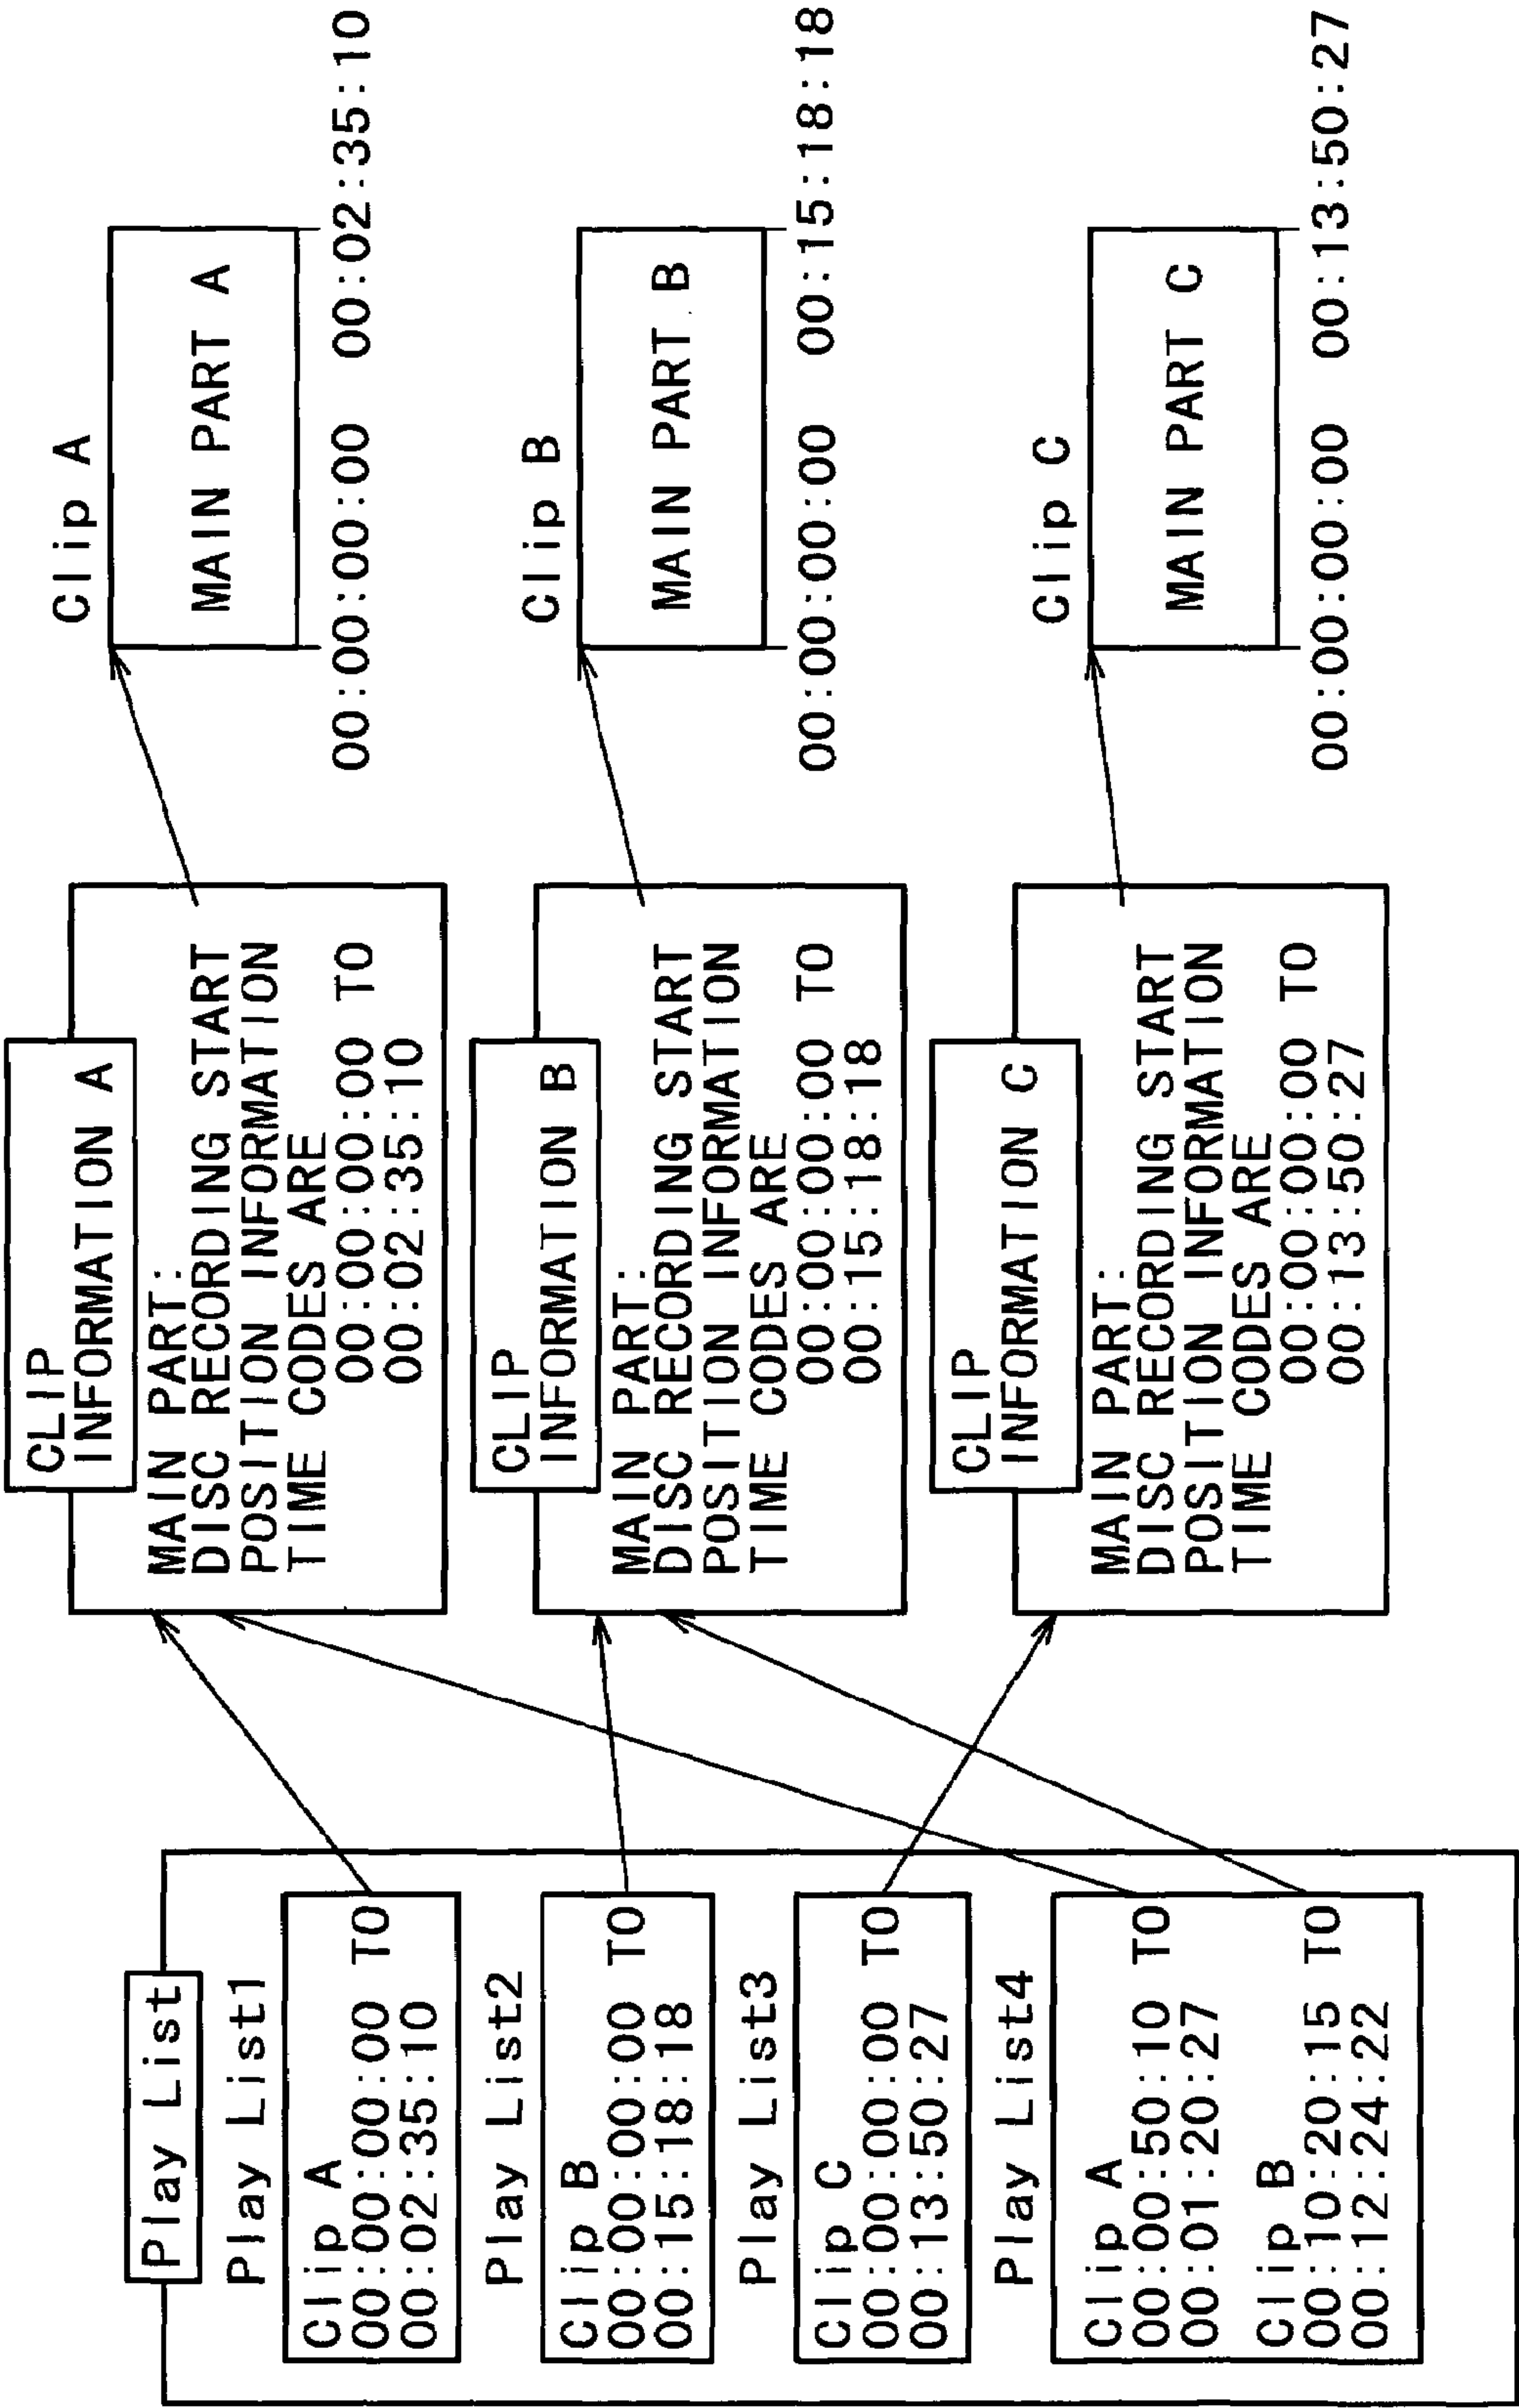 Play List
Play List1
Clip A
00:00:00:00 TO
00:02:35:10
Play List2
Clip B
00:00:00:00 TO
00:15:18:18
Play List3
Clip C
00:00:00:00 TO
00:13:50:27
Play List4
Clip A
00:00:50:10 TO
00:01:20:27
Clip B
00:10:20:15 TO
00:12:24:22
CLIP
INFORMATION A
MAIN PART:
DISC RECORDING START
POSITION INFORMATION
TIME CODES ARE
00:00:00:00 TO
00:02:35:10
CLIP
INFORMATION B
MAIN PART:
DISC RECORDING START
POSITION INFORMATION
TIME CODES ARE
00:00:00:00 TO
00:15:18:18
CLIP
INFORMATION C
MAIN PART:
DISC RECORDING START
POSITION INFORMATION
TIME CODES ARE
00:00:00:00 TO
00:13:50:27
Clip A
MAIN PART A
00:00:00:00 00:02:35:10
Clip B
MAIN PART B
00:00:00:00 00:15:18:18
Clip C
MAIN PART C
00:00:00:00 00:13:50:27